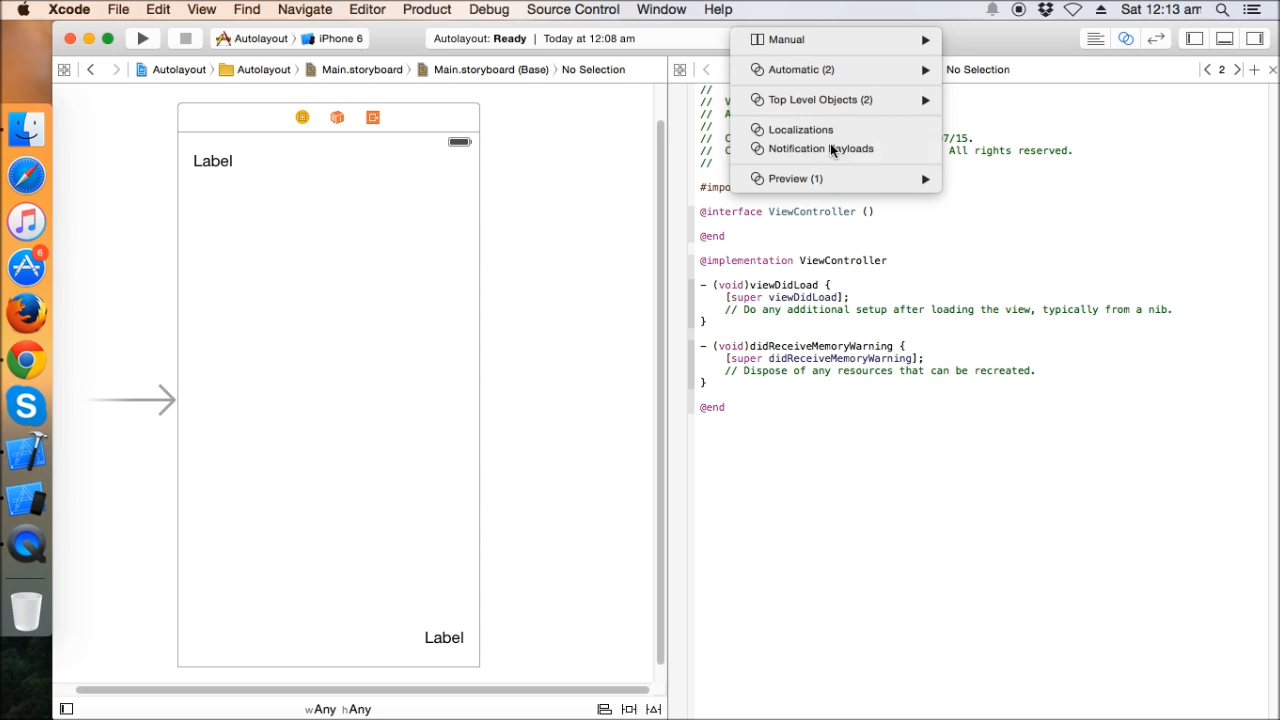 Xcode File Edit View Find Navigate Editor Product Debug Source Control Window Help Sat 12:13 am
Autolayout iPhone 6 Autolayout: Ready | Today at 12:08 am
Autolayout Autolayout Main.storyboard Main.storyboard (Base) No Selection No Selection 2
Manual
Automatic (2)
Top Level Objects (2)
Localizations
Notification
Preview (1)
6
Label
Label
wAny hAny
//
//
//
//
// 7/15.
// All rights reserved.
//
@interface ViewController ()
@end
@implementation ViewController
- (void)viewDidLoad {
[super viewDidLoad];
// Do any additional setup after loading the view, typically from a nib.
}
- (void)didReceiveMemoryWarning {
[super didReceiveMemoryWarning];
// Dispose of any resources that can be recreated.
}
@end